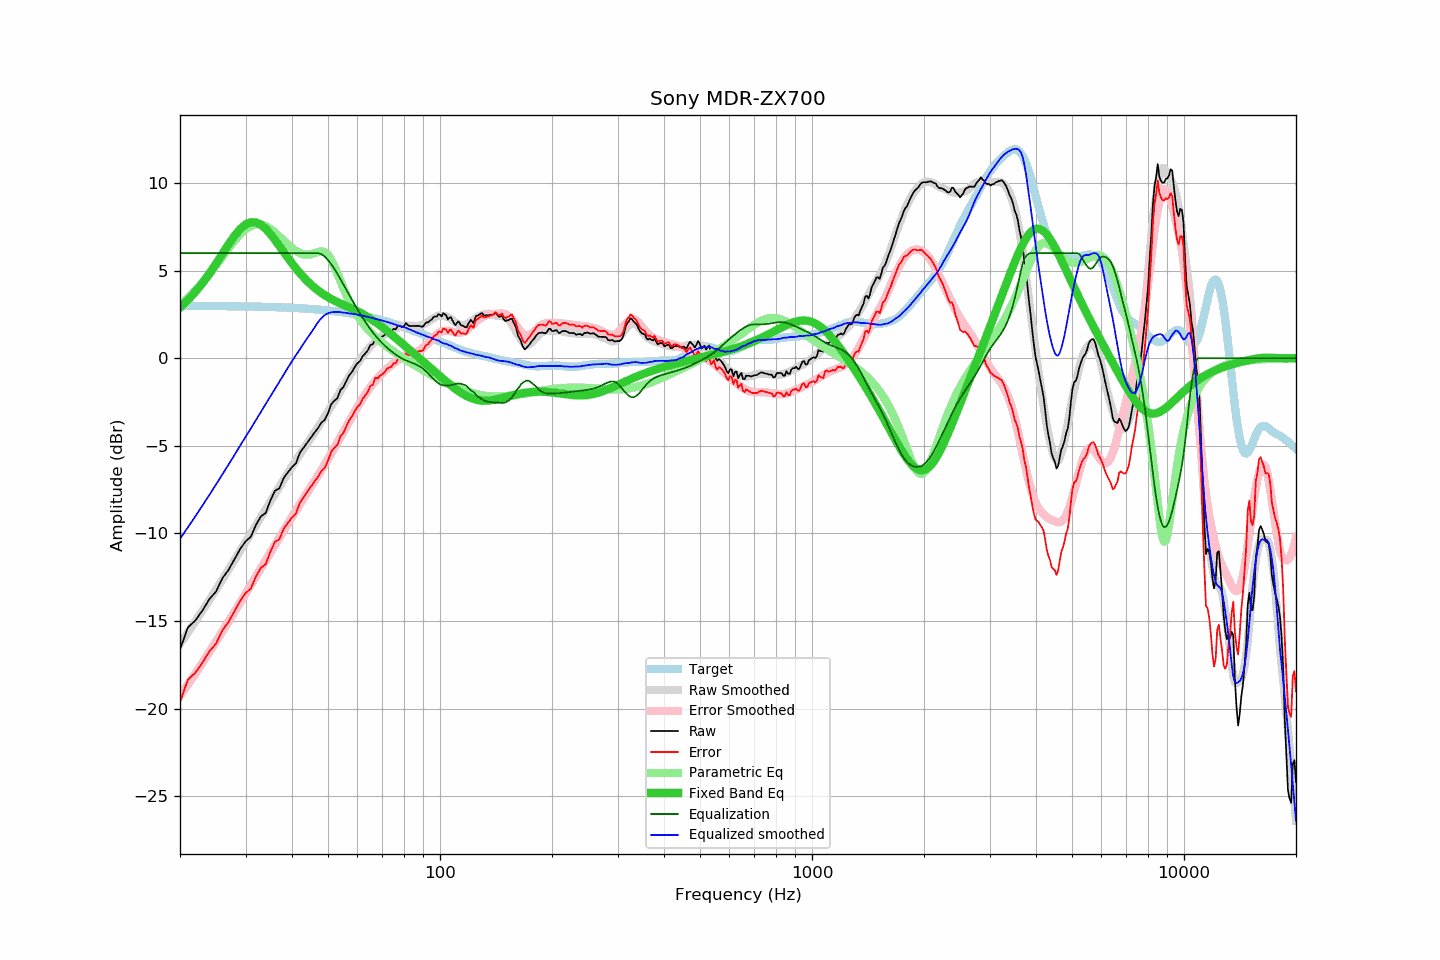 Sony MDR-ZX700
10
5
0
−5
−10
−15
−20
−25
Amplitude (dBr)
Target
Raw Smoothed
Error Smoothed
Raw
Error
Parametric Eq
Fixed Band Eq
Equalization
Equalized smoothed
100
1000
10000
Frequency (Hz)